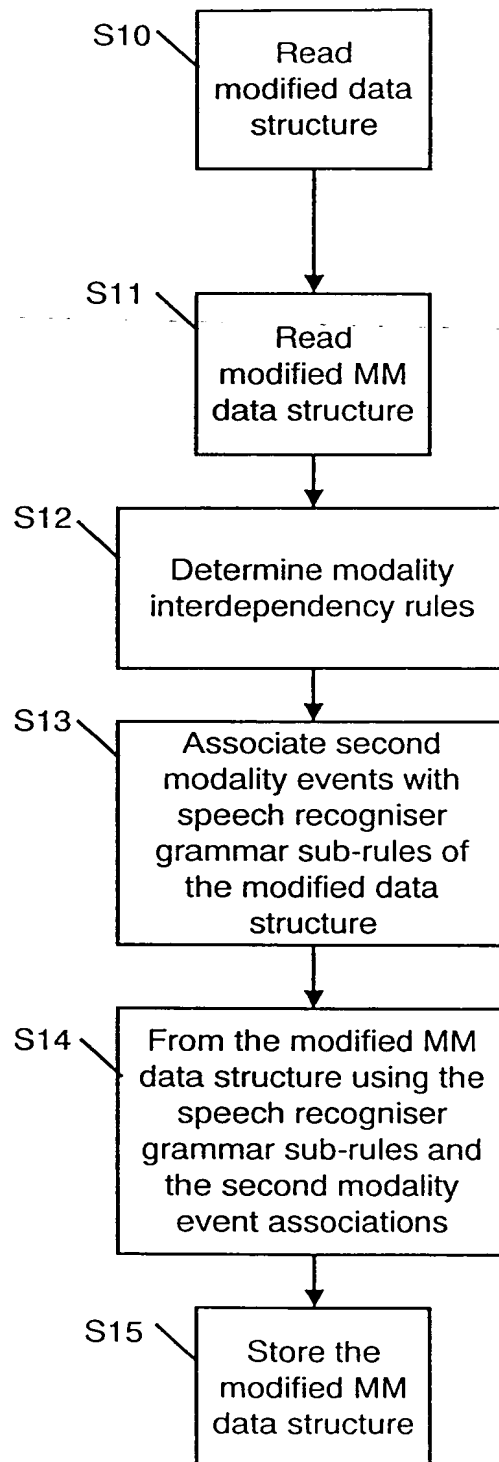 S10
Read
modified data
structure
S11
Read
modified MM
data structure
S12
Determine modality
interdependency rules
S13
Associate second
modality events with
speech recogniser
grammar sub-rules of
the modified data
structure
S14
From the modified MM
data structure using the
speech recogniser
grammar sub-rules and
the second modality
event associations
S15
Store the
modified MM
data structure